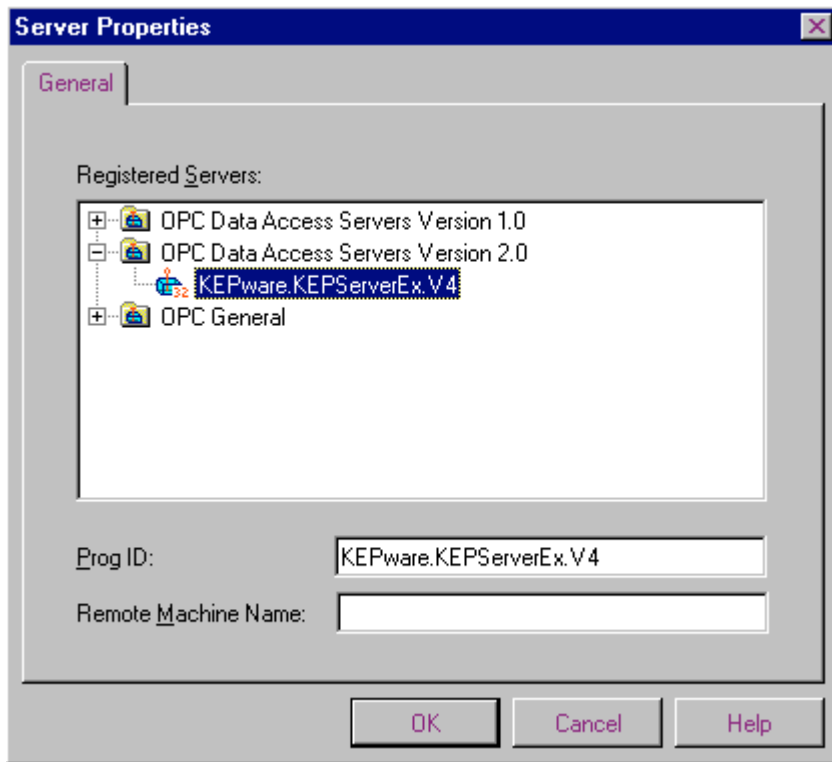 Server Properties
General
Registered Servers:
OPC Data Access Servers Version 1.0
OPC Data Access Servers Version 2.0
32 KEPware.KEPServerEx.V4
OPC General
Prog ID: KEPware.KEPServerEx.V4
Remote Machine Name:
OK Cancel Help